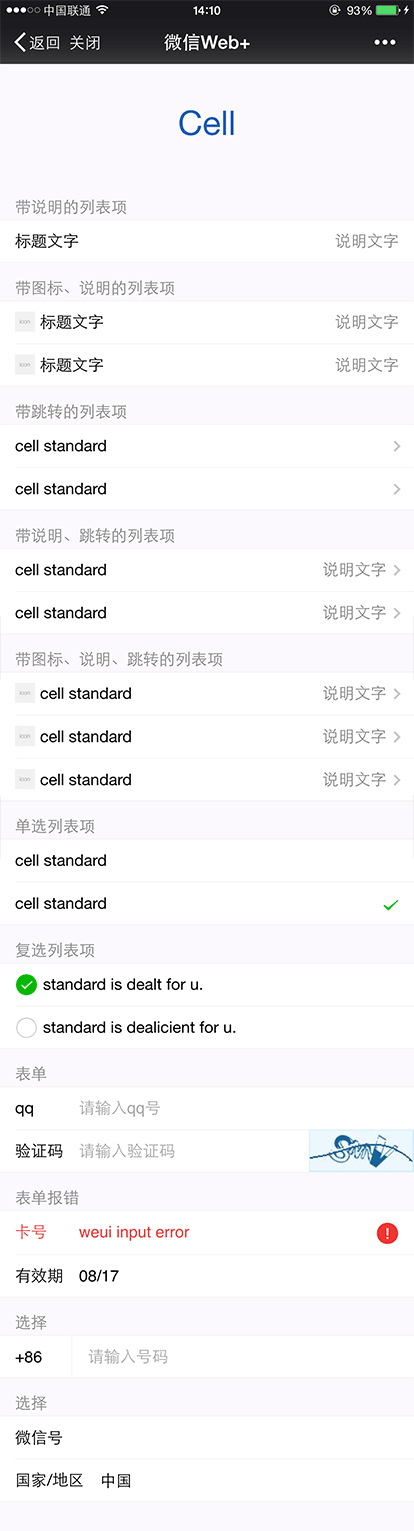 中国联通 14:10 93%
返回 关闭 微信Web+
Cell
带说明的列表项
标题文字 说明文字
带图标、说明的列表项
icon 标题文字 说明文字
icon 标题文字 说明文字
带跳转的列表项
cell standard
cell standard
带说明、跳转的列表项
cell standard 说明文字
cell standard 说明文字
带图标、说明、跳转的列表项
icon cell standard 说明文字
icon cell standard 说明文字
icon cell standard 说明文字
单选列表项
cell standard
cell standard
复选列表项
standard is dealt for u.
standard is dealicient for u.
表单
qq 请输入qq号
验证码 请输入验证码
表单报错
卡号 weui input error
有效期 08/17
选择
+86 请输入号码
选择
微信号
国家/地区 中国